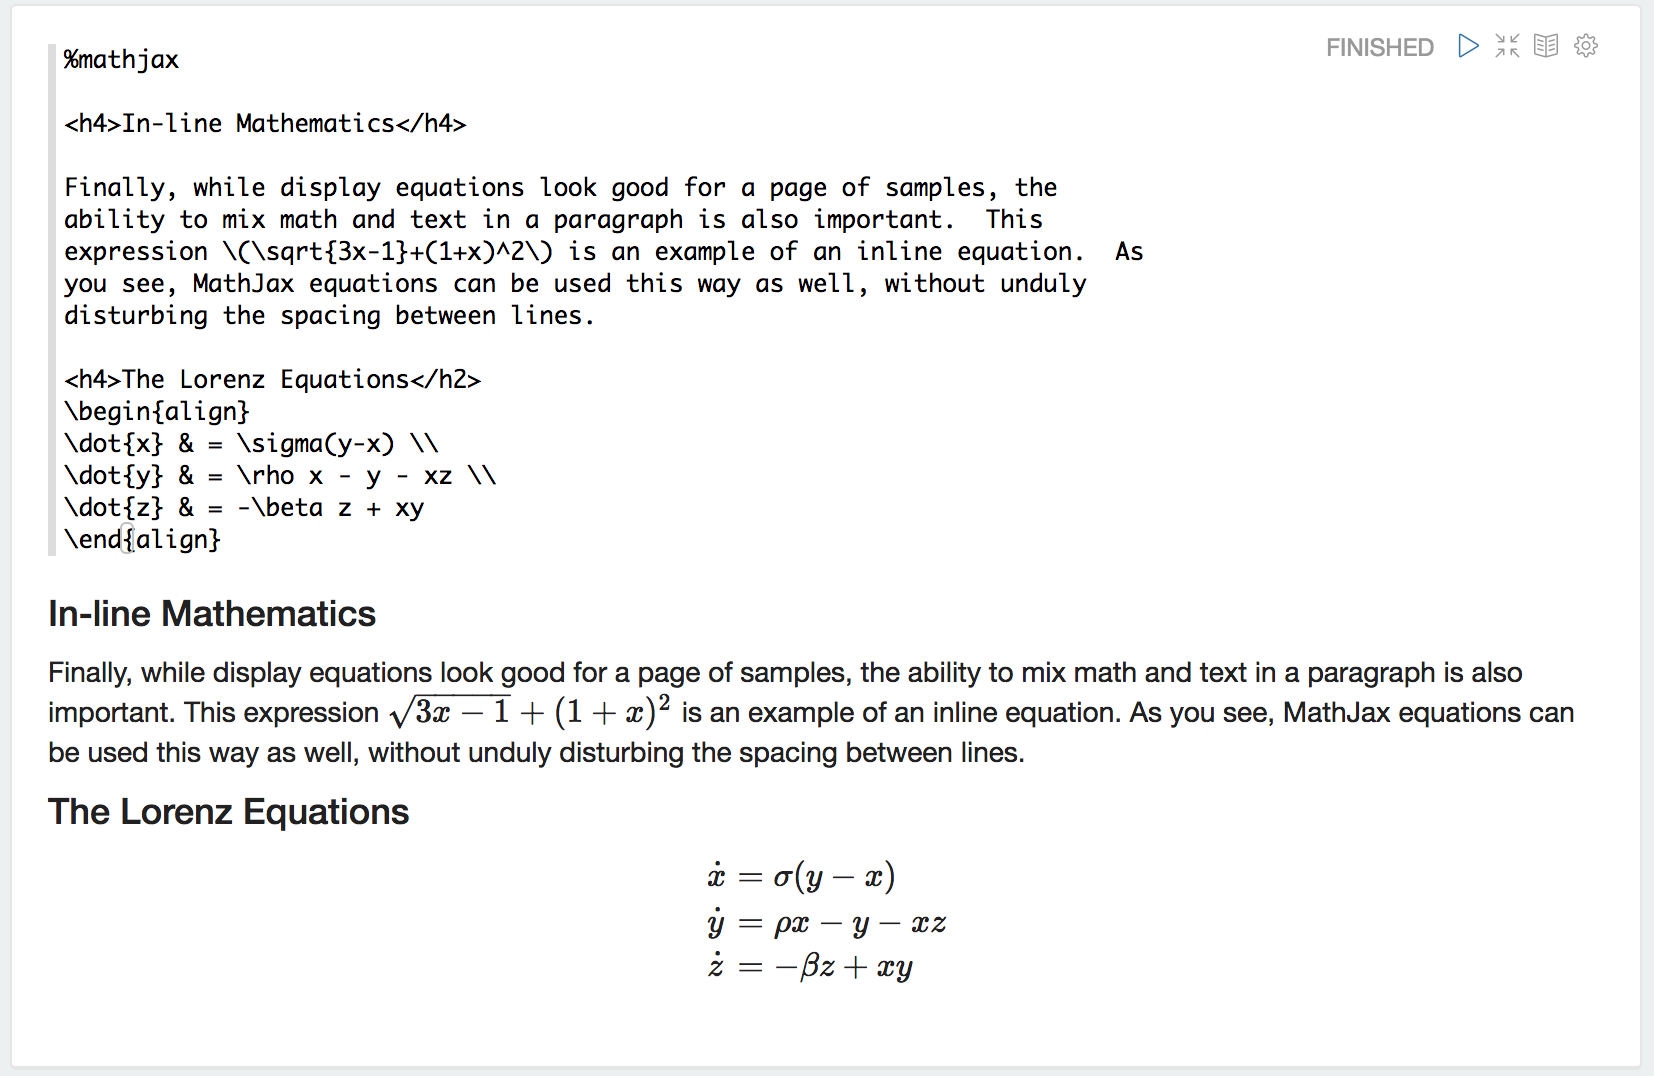 %mathjax
FINISHED
<h4>In-line Mathematics</h4>
Finally, while display equations look good for a page of samples, the
ability to mix math and text in a paragraph is also important.  This
expression \(\sqrt{3x-1}+(1+x)^2\) is an example of an inline equation.  As
you see, MathJax equations can be used this way as well, without unduly
disturbing the spacing between lines.
<h4>The Lorenz Equations</h2>
\begin{align}
\dot{x} & = \sigma(y-x) \\
\dot{y} & = \rho x - y - xz \\
\dot{z} & = -\beta z + xy
\end{align}
In-line Mathematics
Finally, while display equations look good for a page of samples, the ability to mix math and text in a paragraph is also
important. This expression √3x − 1 + (1 + x)² is an example of an inline equation. As you see, MathJax equations can
be used this way as well, without unduly disturbing the spacing between lines.
The Lorenz Equations
ẋ = σ(y − x)
ẏ = ρx − y − xz
ż = −βz + xy